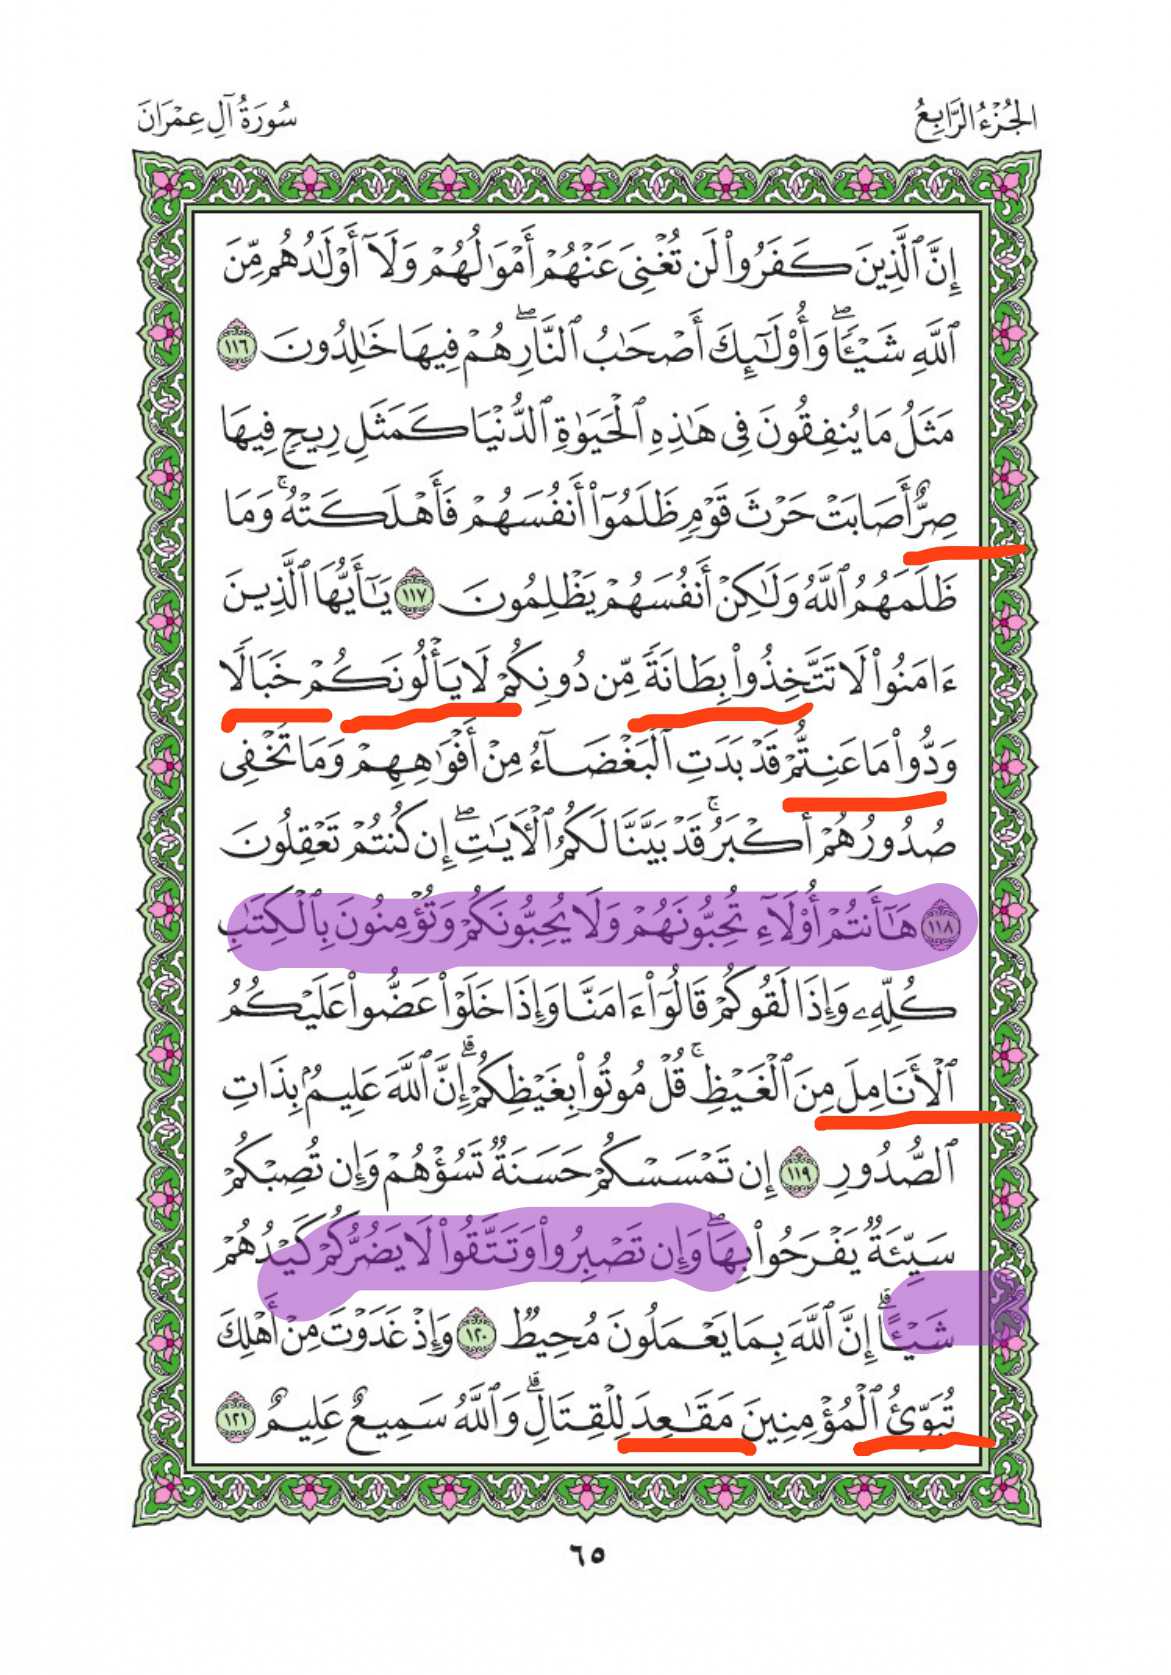 الجُزْءُ الرَّابِعُ
سُورَةُ آلِ عِمْرَانَ
إِنَّ ٱلَّذِينَ كَفَرُوا۟ لَن تُغْنِىَ عَنْهُمْ أَمْوَٰلُهُمْ وَلَآ أَوْلَـٰدُهُم مِّنَ
ٱللَّهِ شَيْـًٔا ۖ وَأُو۟لَـٰٓئِكَ أَصْحَـٰبُ ٱلنَّارِ ۖ هُمْ فِيهَا خَـٰلِدُونَ ١١٦
مَثَلُ مَا يُنفِقُونَ فِى هَـٰذِهِ ٱلْحَيَوٰةِ ٱلدُّنْيَا كَمَثَلِ رِيحٍ فِيهَا
صِرٌّ أَصَابَتْ حَرْثَ قَوْمٍ ظَلَمُوٓا۟ أَنفُسَهُمْ فَأَهْلَكَتْهُ ۚ وَمَا
ظَلَمَهُمُ ٱللَّهُ وَلَـٰكِنْ أَنفُسَهُمْ يَظْلِمُونَ ١١٧ يَـٰٓأَيُّهَا ٱلَّذِينَ
ءَامَنُوا۟ لَا تَتَّخِذُوا۟ بِطَانَةً مِّن دُونِكُمْ لَا يَأْلُونَكُمْ خَبَالًا
وَدُّوا۟ مَا عَنِتُّمْ قَدْ بَدَتِ ٱلْبَغْضَآءُ مِنْ أَفْوَٰهِهِمْ وَمَا تُخْفِى
صُدُورُهُمْ أَكْبَرُ ۚ قَدْ بَيَّنَّا لَكُمُ ٱلْـَٔايَـٰتِ ۖ إِن كُنتُمْ تَعْقِلُونَ
١١٨ هَـٰٓأَنتُمْ أُو۟لَآءِ تُحِبُّونَهُمْ وَلَا يُحِبُّونَكُمْ وَتُؤْمِنُونَ بِٱلْكِتَـٰبِ
كُلِّهِۦ وَإِذَا لَقُوكُمْ قَالُوٓا۟ ءَامَنَّا وَإِذَا خَلَوْا۟ عَضُّوا۟ عَلَيْكُمُ
ٱلْأَنَامِلَ مِنَ ٱلْغَيْظِ ۚ قُلْ مُوتُوا۟ بِغَيْظِكُمْ ۗ إِنَّ ٱللَّهَ عَلِيمٌۢ بِذَاتِ
ٱلصُّدُورِ ١١٩ إِن تَمْسَسْكُمْ حَسَنَةٌ تَسُؤْهُمْ وَإِن تُصِبْكُمْ
سَيِّئَةٌ يَفْرَحُوا۟ بِهَا ۖ وَإِن تَصْبِرُوا۟ وَتَتَّقُوا۟ لَا يَضُرُّكُمْ كَيْدُهُمْ
شَيْـًٔا ۗ إِنَّ ٱللَّهَ بِمَا يَعْمَلُونَ مُحِيطٌ ١٢٠ وَإِذْ غَدَوْتَ مِنْ أَهْلِكَ
تُبَوِّئُ ٱلْمُؤْمِنِينَ مَقَـٰعِدَ لِلْقِتَالِ ۗ وَٱللَّهُ سَمِيعٌ عَلِيمٌ ١٢١
٦٥